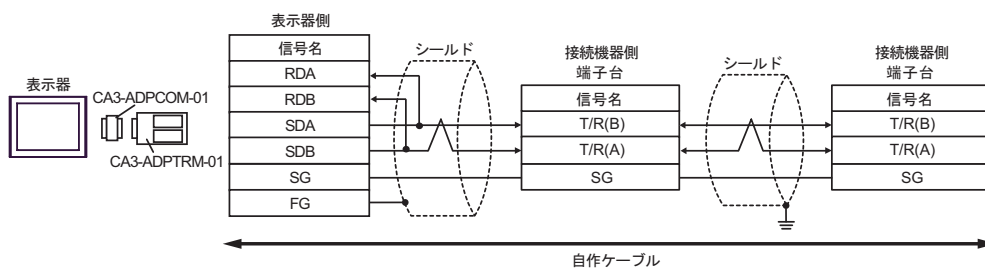 表示器
CA3-ADPCOM-01
CA3-ADPTRM-01
表示器側
信号名
RDA
RDB
SDA
SDB
SG
FG
シールド
接続機器側
端子台
信号名
T/R(B)
T/R(A)
SG
シールド
接続機器側
端子台
信号名
T/R(B)
T/R(A)
SG
自作ケーブル